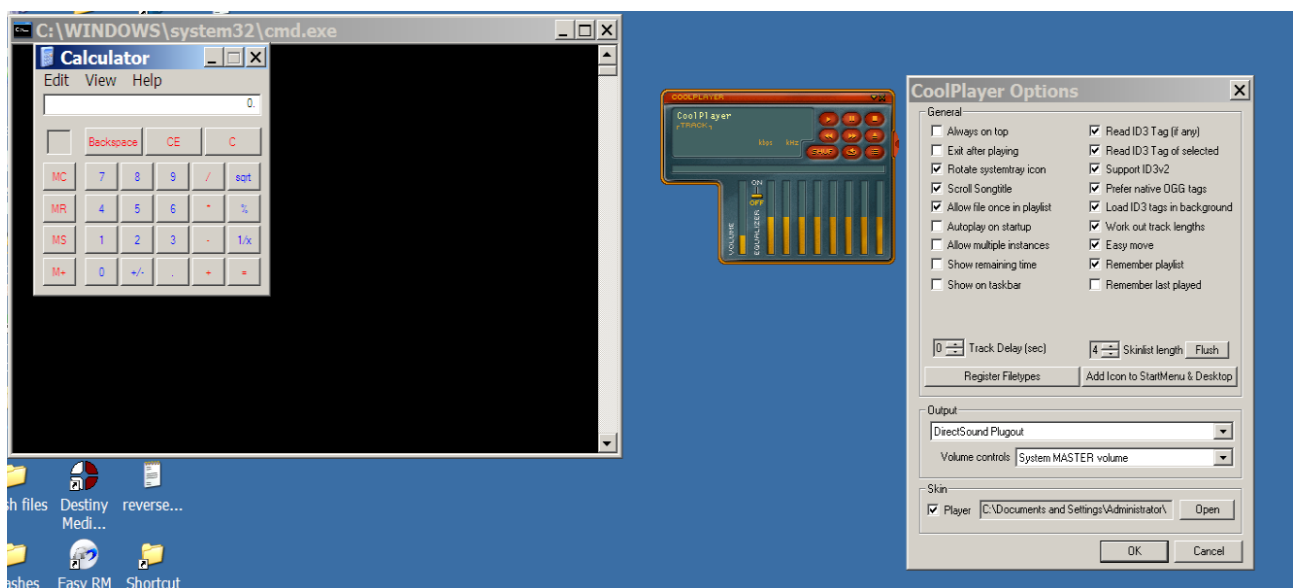 C:\WINDOWS\system32\cmd.exe
Calculator
Edit View Help
0.
Backspace CE C
MC 7 8 9 / sqrt
MR 4 5 6 * %
MS 1 2 3 - 1/x
M+ 0 +/- . + =
COOLPLAYER
CoolPlayer
TRACK
kbps kHz
SHUF
ON
OFF
VOLUME
EQUALIZER
CoolPlayer Options
General
Always on top
Exit after playing
Rotate systemtray icon
Scroll Songtitle
Allow file once in playlist
Autoplay on startup
Allow multiple instances
Show remaining time
Show on taskbar
Read ID3 Tag (if any)
Read ID3 Tag of selected
Support ID3v2
Prefer native OGG tags
Load ID3 tags in background
Work out track lengths
Easy move
Remember playlist
Remember last played
0 Track Delay (sec)
4 Skinlist length Flush
Register Filetypes
Add Icon to StartMenu & Desktop
Output
DirectSound Plugout
Volume controls System MASTER volume
Skin
Player C:\Documents and Settings\Administrator\ Open
OK Cancel
sh files
Destiny
Medi...
reverse...
ashes
Easy RM
Shortcut